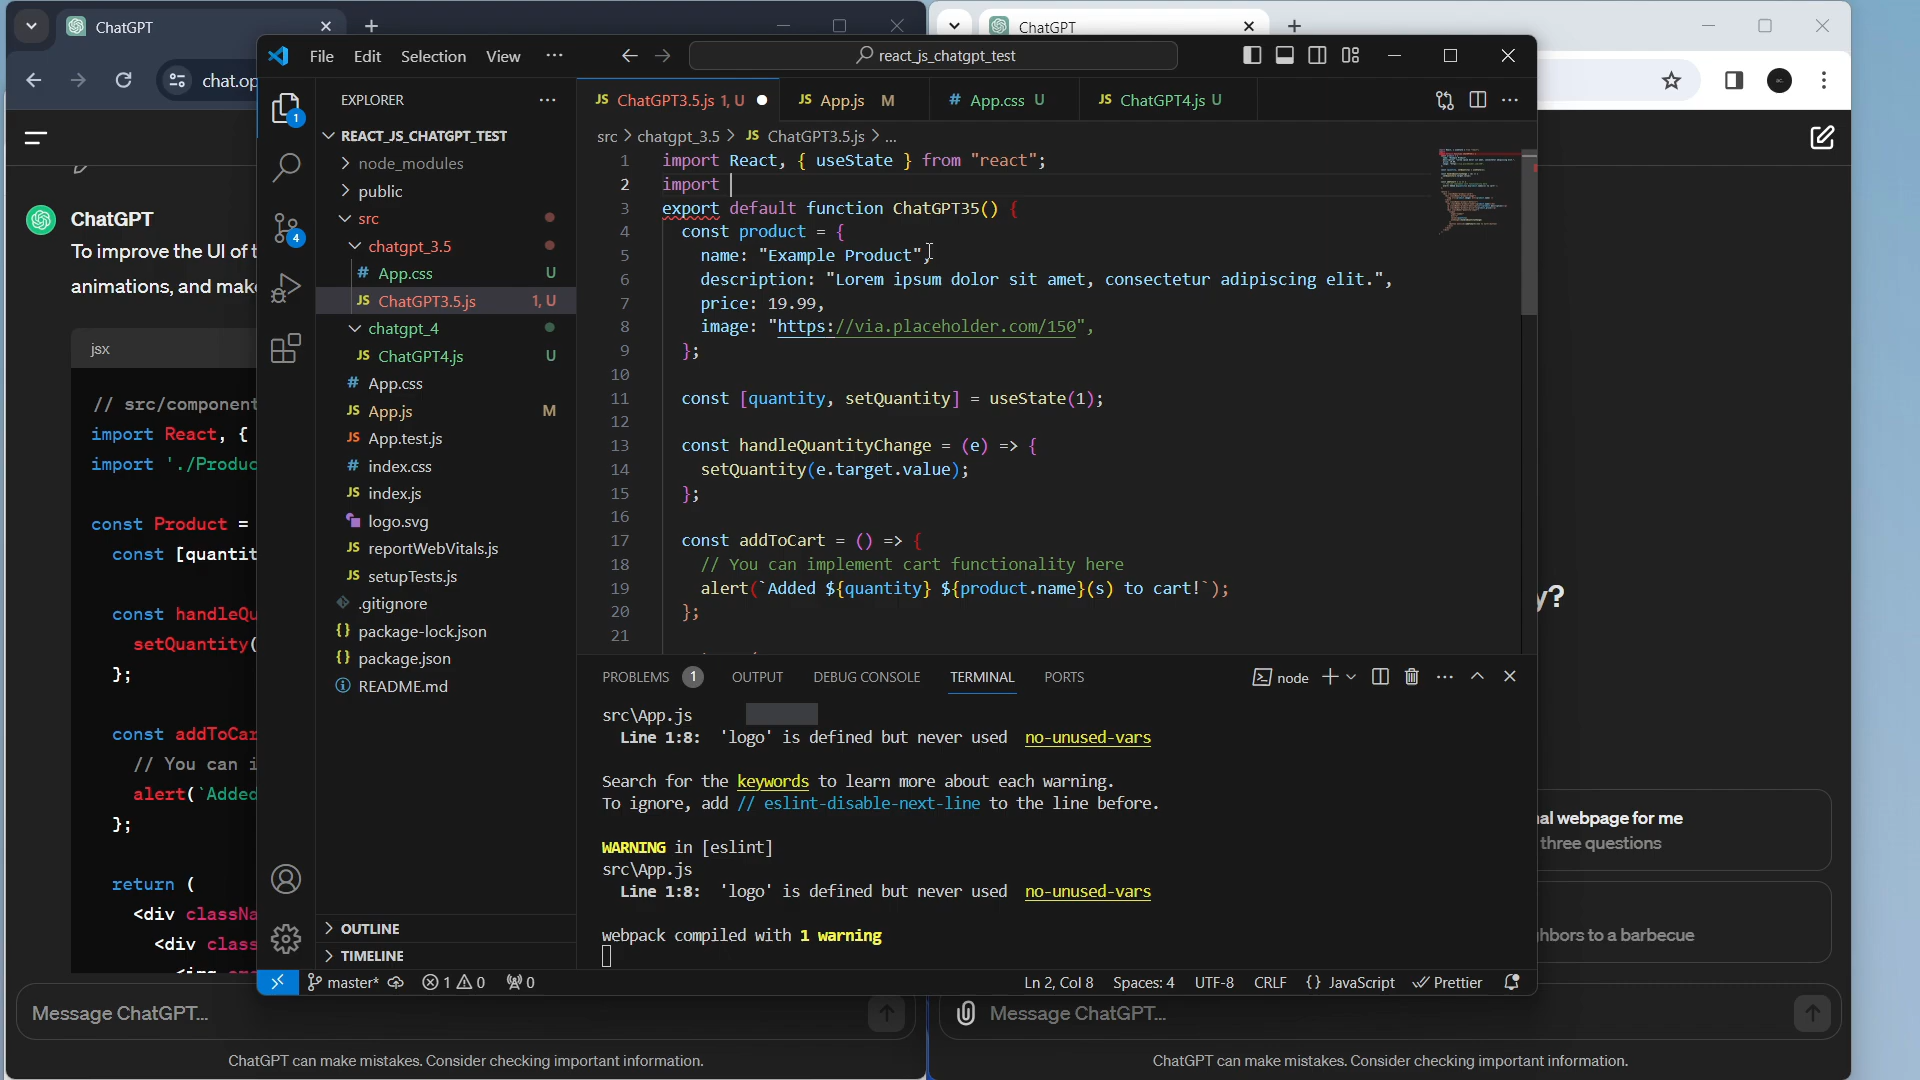 ChatGPT
ChatGPT
File Edit Selection View
react_js_chatgpt_test
chat.op
EXPLORER
JS ChatGPT3.5.js 1, U
JS App.js M
# App.css U
JS ChatGPT4.js U
REACT_JS_CHATGPT_TEST
src > chatgpt_3.5 > JS ChatGPT3.5.js > ...
node_modules
public
src
chatgpt_3.5
# App.css U
JS ChatGPT3.5.js 1, U
chatgpt_4
JS ChatGPT4.js U
# App.css
JS App.js M
JS App.test.js
# index.css
JS index.js
logo.svg
JS reportWebVitals.js
JS setupTests.js
.gitignore
{} package-lock.json
{} package.json
README.md
OUTLINE
TIMELINE
1
4
1 import React, { useState } from "react";
2 import
3 export default function ChatGPT35() {
4 const product = {
5 name: "Example Product",
6 description: "Lorem ipsum dolor sit amet, consectetur adipiscing elit.",
7 price: 19.99,
8 image: "https://via.placeholder.com/150",
9 };
10
11 const [quantity, setQuantity] = useState(1);
12
13 const handleQuantityChange = (e) => {
14 setQuantity(e.target.value);
15 };
16
17 const addToCart = () => {
18 // You can implement cart functionality here
19 alert(`Added ${quantity} ${product.name}(s) to cart!`);
20 };
21
PROBLEMS 1 OUTPUT DEBUG CONSOLE TERMINAL PORTS
node
src\App.js
Line 1:8: 'logo' is defined but never used no-unused-vars
Search for the keywords to learn more about each warning.
To ignore, add // eslint-disable-next-line to the line before.
WARNING in [eslint]
src\App.js
Line 1:8: 'logo' is defined but never used no-unused-vars
webpack compiled with 1 warning
master* 1 0 0
Ln 2, Col 8 Spaces: 4 UTF-8 CRLF {} JavaScript Prettier
ChatGPT
To improve the UI of t
animations, and mak
jsx
// src/component
import React, {
import './Produc
const Product =
const [quantit
const handleQu
setQuantity(
};
const addToCar
// You can i
alert(`Added
};
return (
<div classNa
<div class
Message ChatGPT...
ChatGPT can make mistakes. Consider checking important information.
y?
al webpage for me
three questions
hbors to a barbecue
Message ChatGPT...
ChatGPT can make mistakes. Consider checking important information.